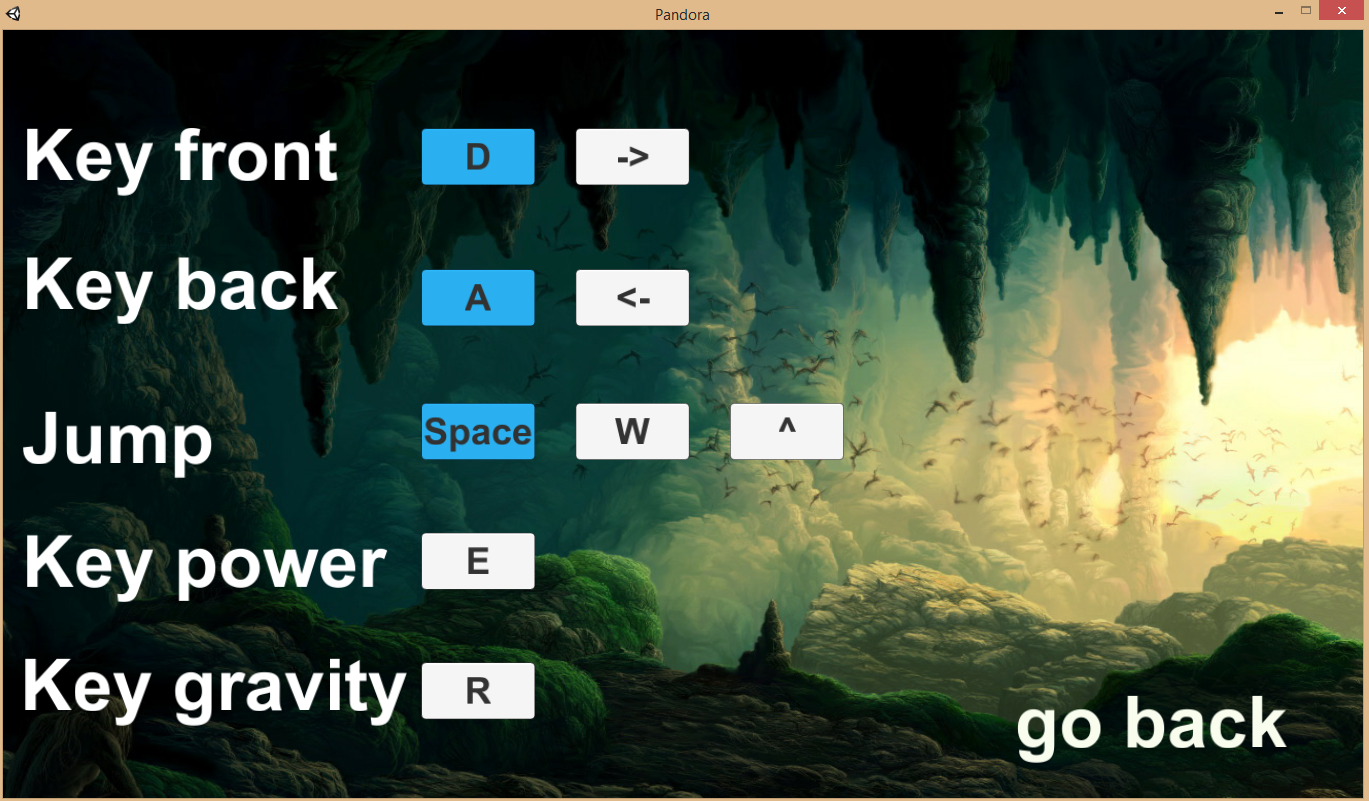 Pandora
Key front D ->
Key back A <-
Jump Space W ^
Key power E
Key gravity R
go back